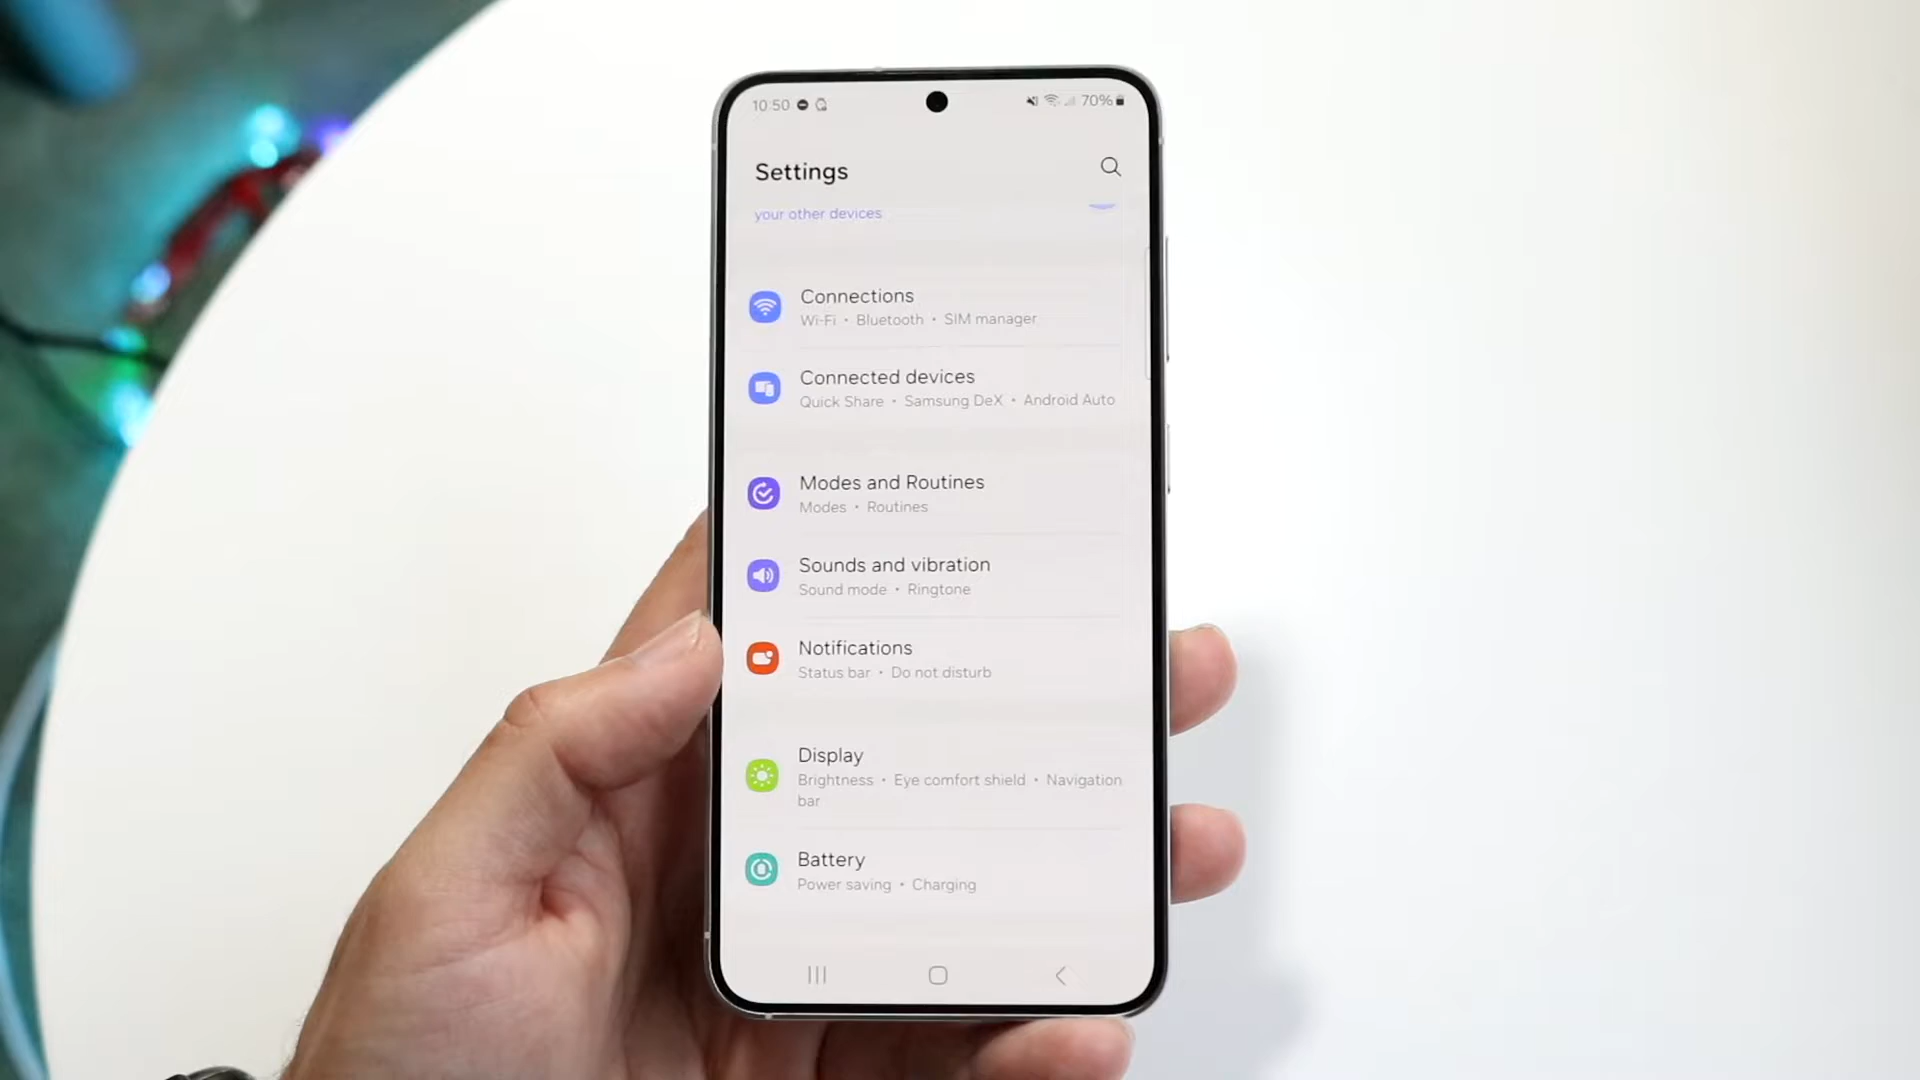 10:50 70%
Settings
your other devices
Connections
Wi-Fi • Bluetooth • SIM manager
Connected devices
Quick Share • Samsung DeX • Android Auto
Modes and Routines
Modes • Routines
Sounds and vibration
Sound mode • Ringtone
Notifications
Status bar • Do not disturb
Display
Brightness • Eye comfort shield • Navigation
bar
Battery
Power saving • Charging